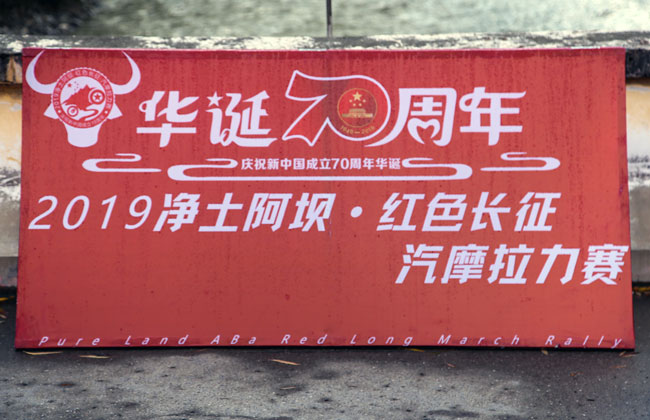 华诞70周年
1949-2019
庆祝新中国成立70周年华诞
2019净土阿坝·红色长征
汽摩拉力赛
Pure Land ABa Red Long March Rally